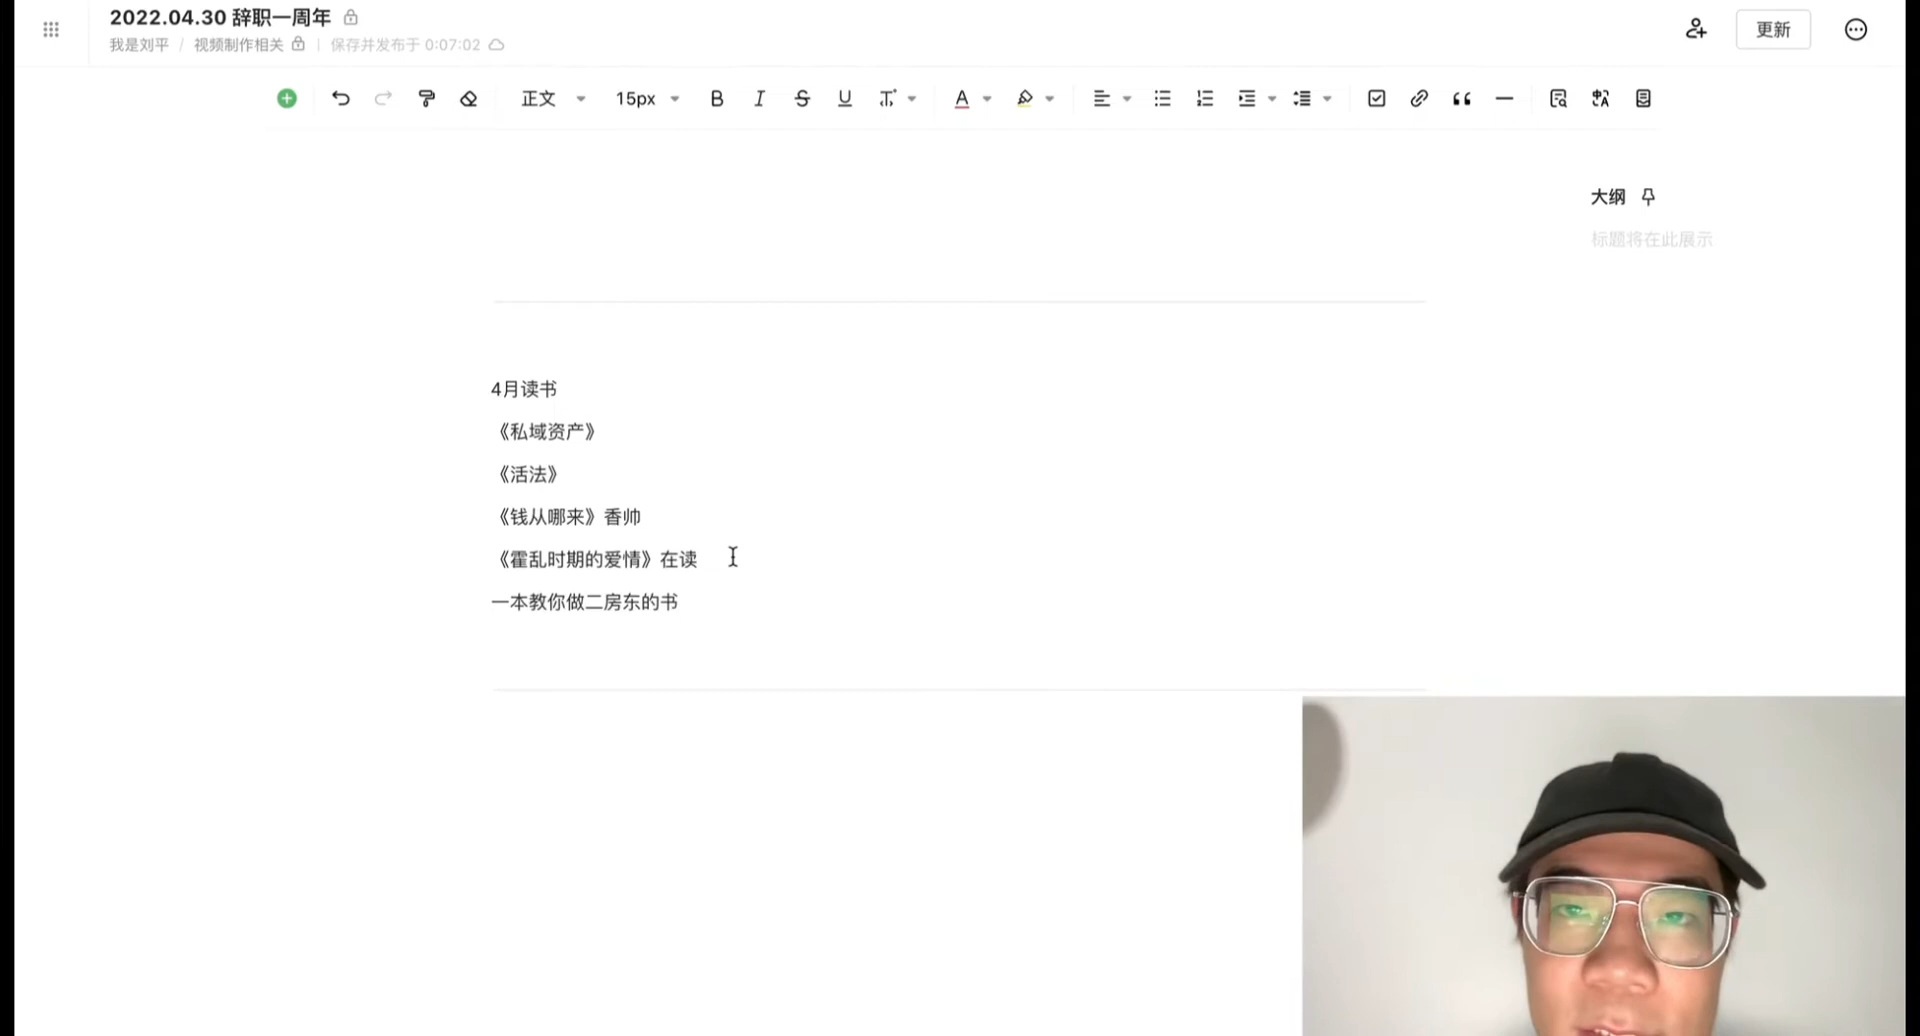 2022.04.30 辞职一周年
我是刘平 / 视频制作相关 | 保存并发布于 0:07:02
更新
正文 15px B I S U A
大纲
标题将在此展示
4月读书
《私域资产》
《活法》
《钱从哪来》香帅
《霍乱时期的爱情》在读
一本教你做二房东的书